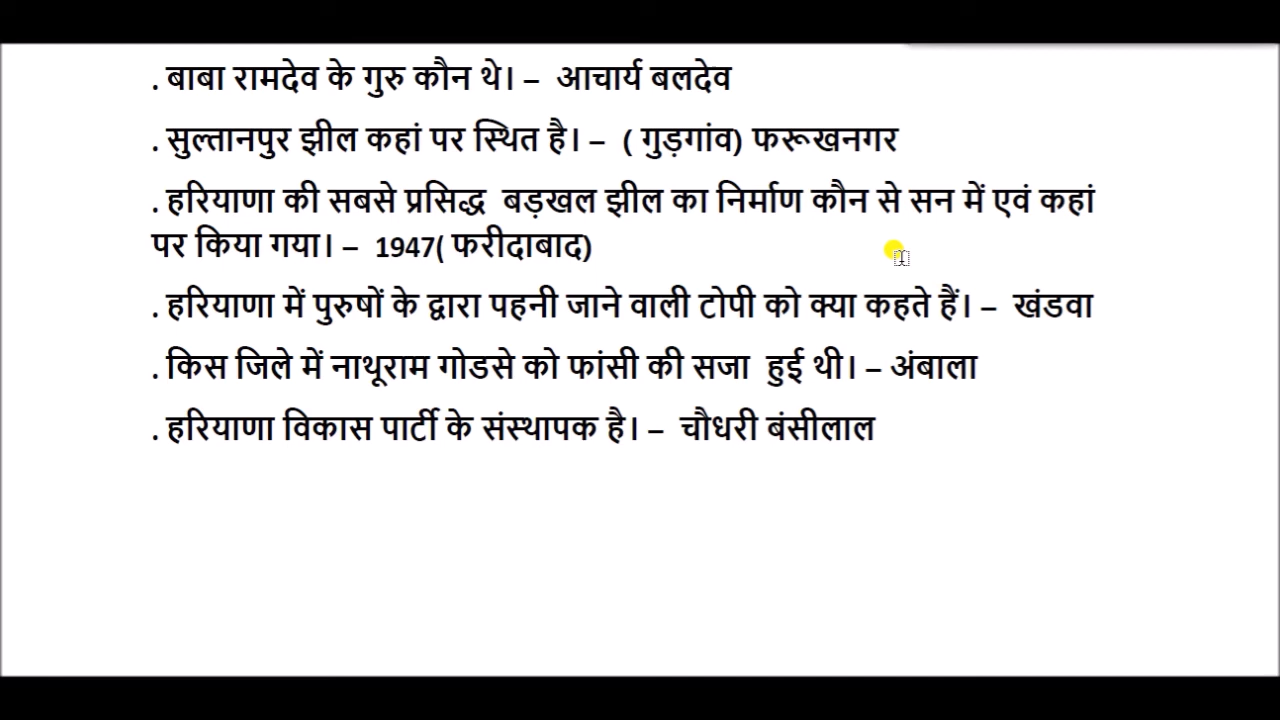 . बाबा रामदेव के गुरु कौन थे। – आचार्य बलदेव
. सुल्तानपुर झील कहां पर स्थित है। – ( गुड़गांव) फरूखनगर
. हरियाणा की सबसे प्रसिद्ध बड़खल झील का निर्माण कौन से सन में एवं कहां
पर किया गया। – 1947( फरीदाबाद)
. हरियाणा में पुरुषों के द्वारा पहनी जाने वाली टोपी को क्या कहते हैं। – खंडवा
. किस जिले में नाथूराम गोडसे को फांसी की सजा हुई थी। – अंबाला
. हरियाणा विकास पार्टी के संस्थापक है। – चौधरी बंसीलाल